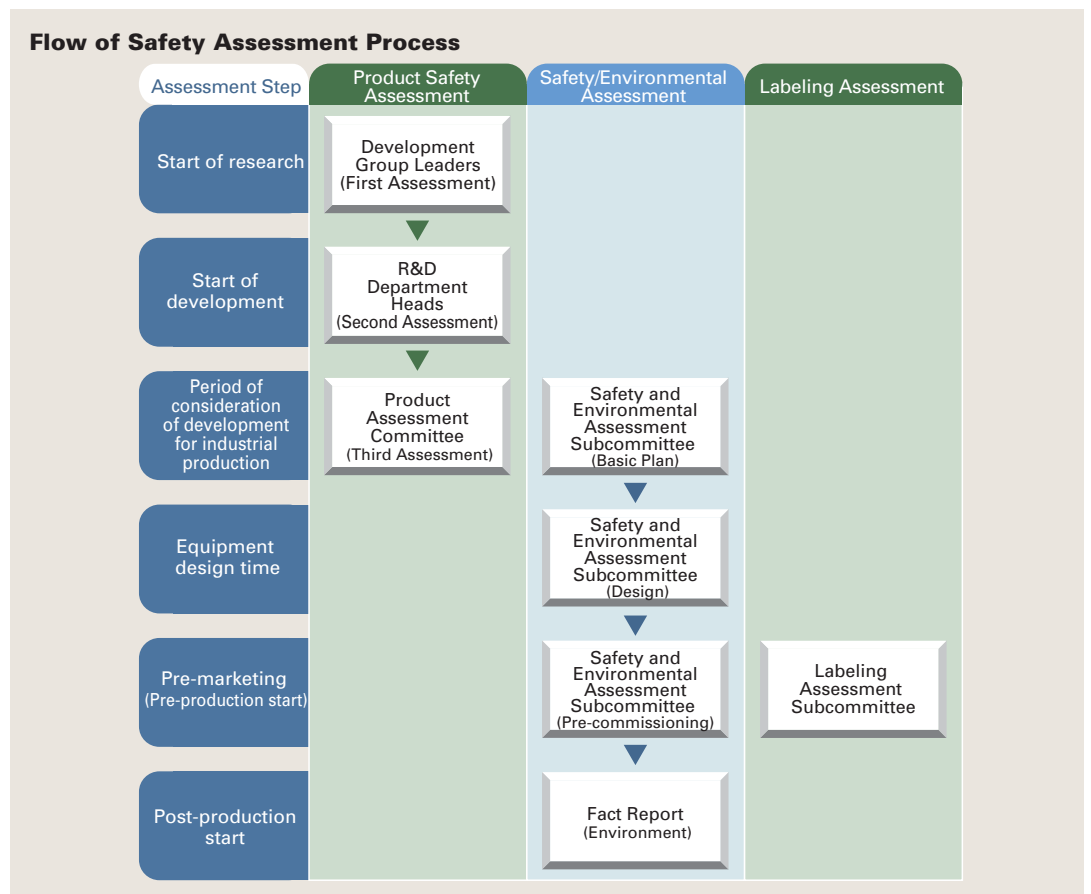 Flow of Safety Assessment Process
Assessment Step
Product Safety
Assessment
Safety/Environmental
Assessment
Labeling Assessment
Start of research
Development
Group Leaders
(First Assessment)
Start of
development
R&D
Department
Heads
(Second Assessment)
Period of
consideration
of development
for industrial
production
Product
Assessment
Committee
(Third Assessment)
Safety and
Environmental
Assessment
Subcommittee
(Basic Plan)
Equipment
design time
Safety and
Environmental
Assessment
Subcommittee
(Design)
Pre-marketing
(Pre-production start)
Safety and
Environmental
Assessment
Subcommittee
(Pre-commissioning)
Labeling
Assessment
Subcommittee
Post-production
start
Fact Report
(Environment)